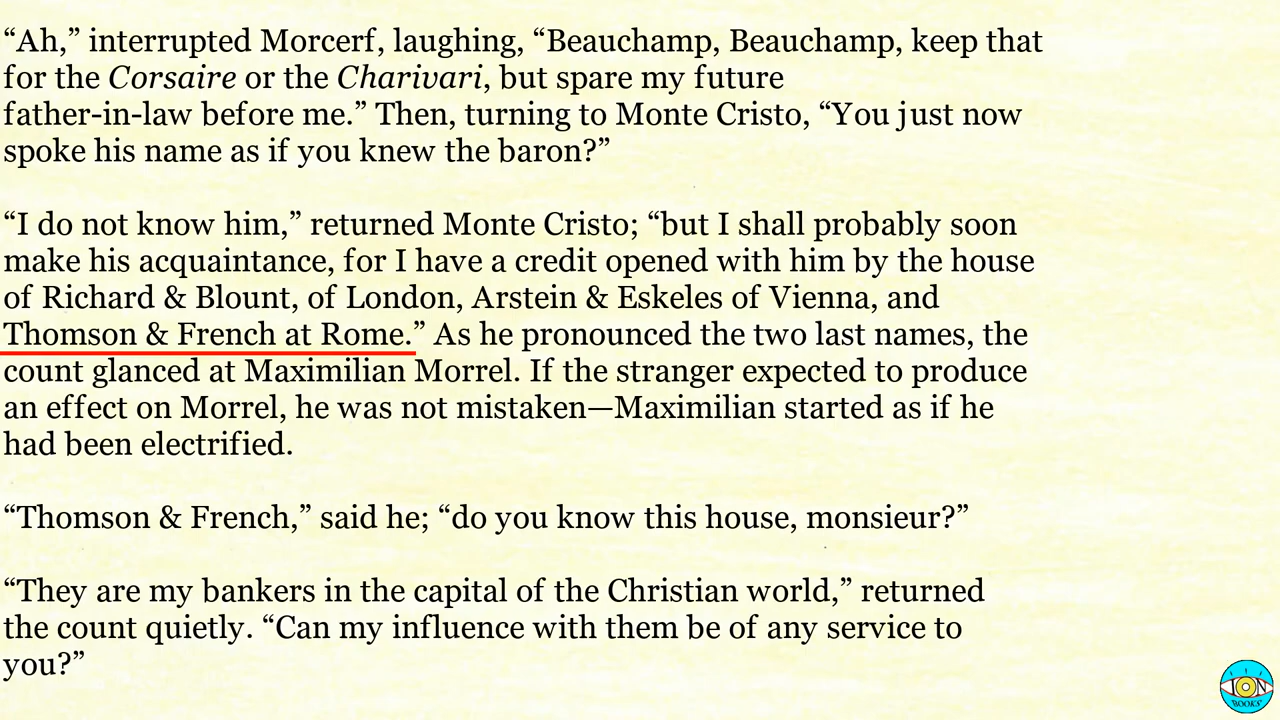 “Ah,” interrupted Morcerf, laughing, “Beauchamp, Beauchamp, keep that
for the Corsaire or the Charivari, but spare my future
father-in-law before me.” Then, turning to Monte Cristo, “You just now
spoke his name as if you knew the baron?”
“I do not know him,” returned Monte Cristo; “but I shall probably soon
make his acquaintance, for I have a credit opened with him by the house
of Richard & Blount, of London, Arstein & Eskeles of Vienna, and
Thomson & French at Rome.” As he pronounced the two last names, the
count glanced at Maximilian Morrel. If the stranger expected to produce
an effect on Morrel, he was not mistaken—Maximilian started as if he
had been electrified.
“Thomson & French,” said he; “do you know this house, monsieur?”
“They are my bankers in the capital of the Christian world,” returned
the count quietly. “Can my influence with them be of any service to
you?”
ION
BOOKS